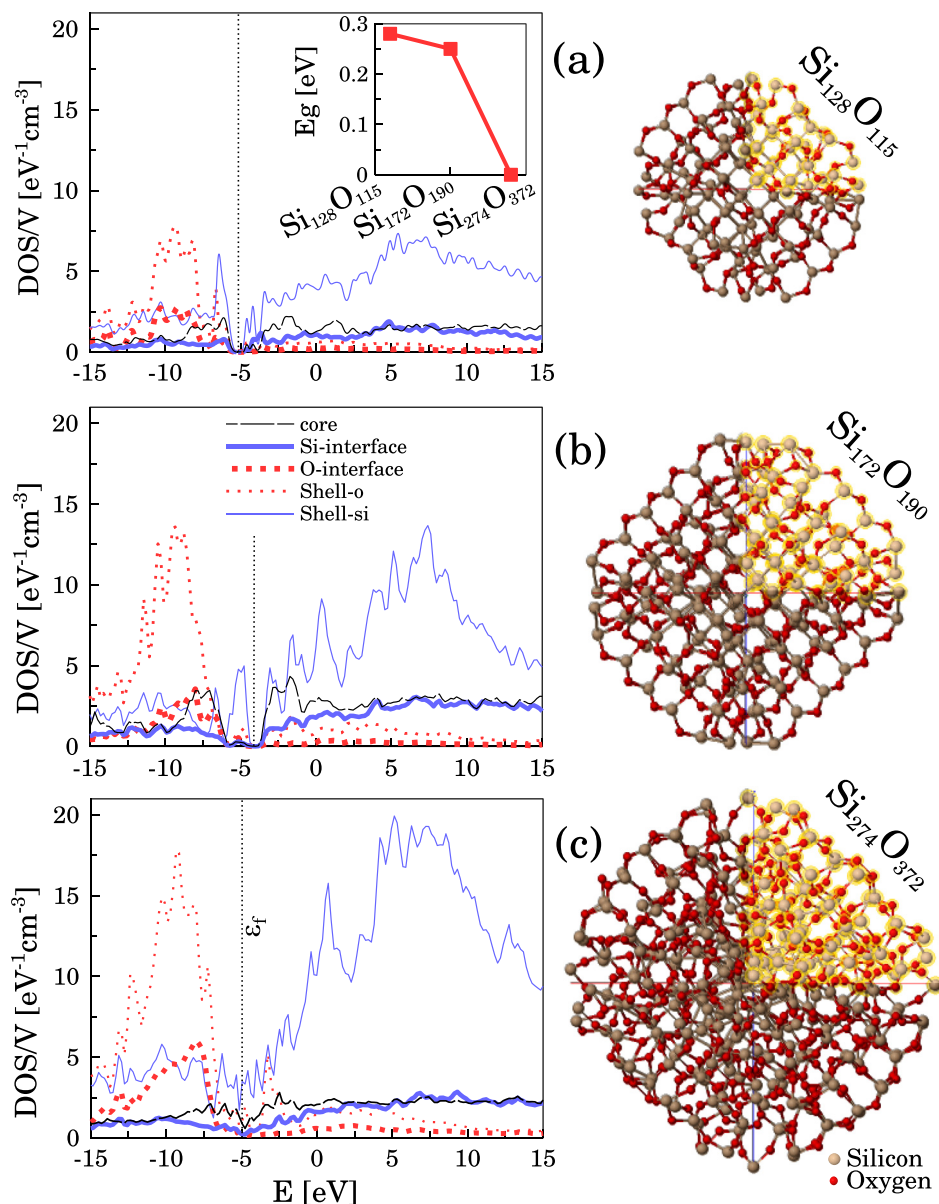 20
15
10
5
0
DOS/V [eV⁻¹cm⁻³]
-15 -10 -5 0 5 10 15
0.3
0.2
0.1
0
Eg [eV]
Si₁₂₈O₁₁₅
Si₁₇₂O₁₉₀
Si₂₇₄O₃₇₂
(a)
Si₁₂₈O₁₁₅
20
15
10
5
0
DOS/V [eV⁻¹cm⁻³]
core
Si-interface
O-interface
Shell-o
Shell-si
-15 -10 -5 0 5 10 15
(b)
Si₁₇₂O₁₉₀
20
15
10
5
0
DOS/V [eV⁻¹cm⁻³]
ε_f
-15 -10 -5 0 5 10 15
E [eV]
(c)
Si₂₇₄O₃₇₂
Silicon
Oxygen